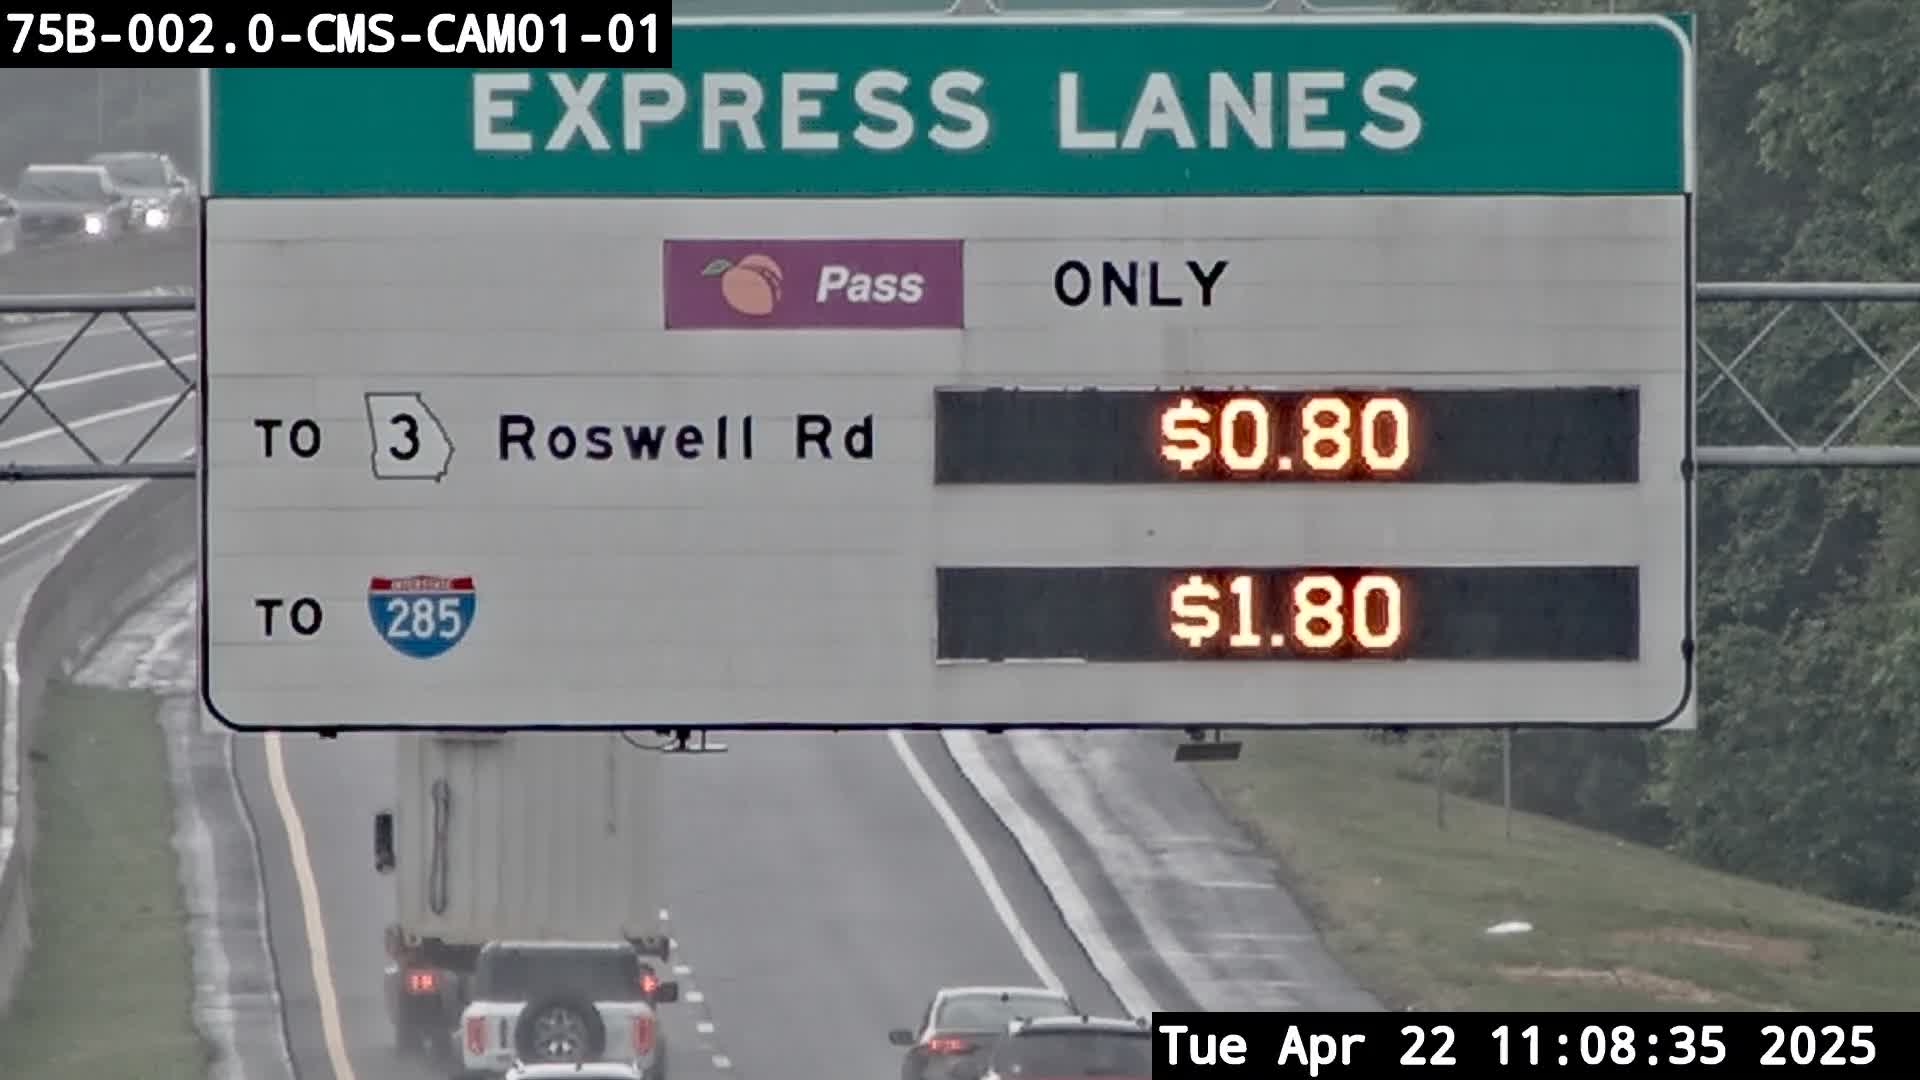 75B-002.0-CMS-CAM01-01
EXPRESS LANES
Pass ONLY
TO 3 Roswell Rd $0.80
TO INTERSTATE 285 $1.80
Tue Apr 22 11:08:35 2025